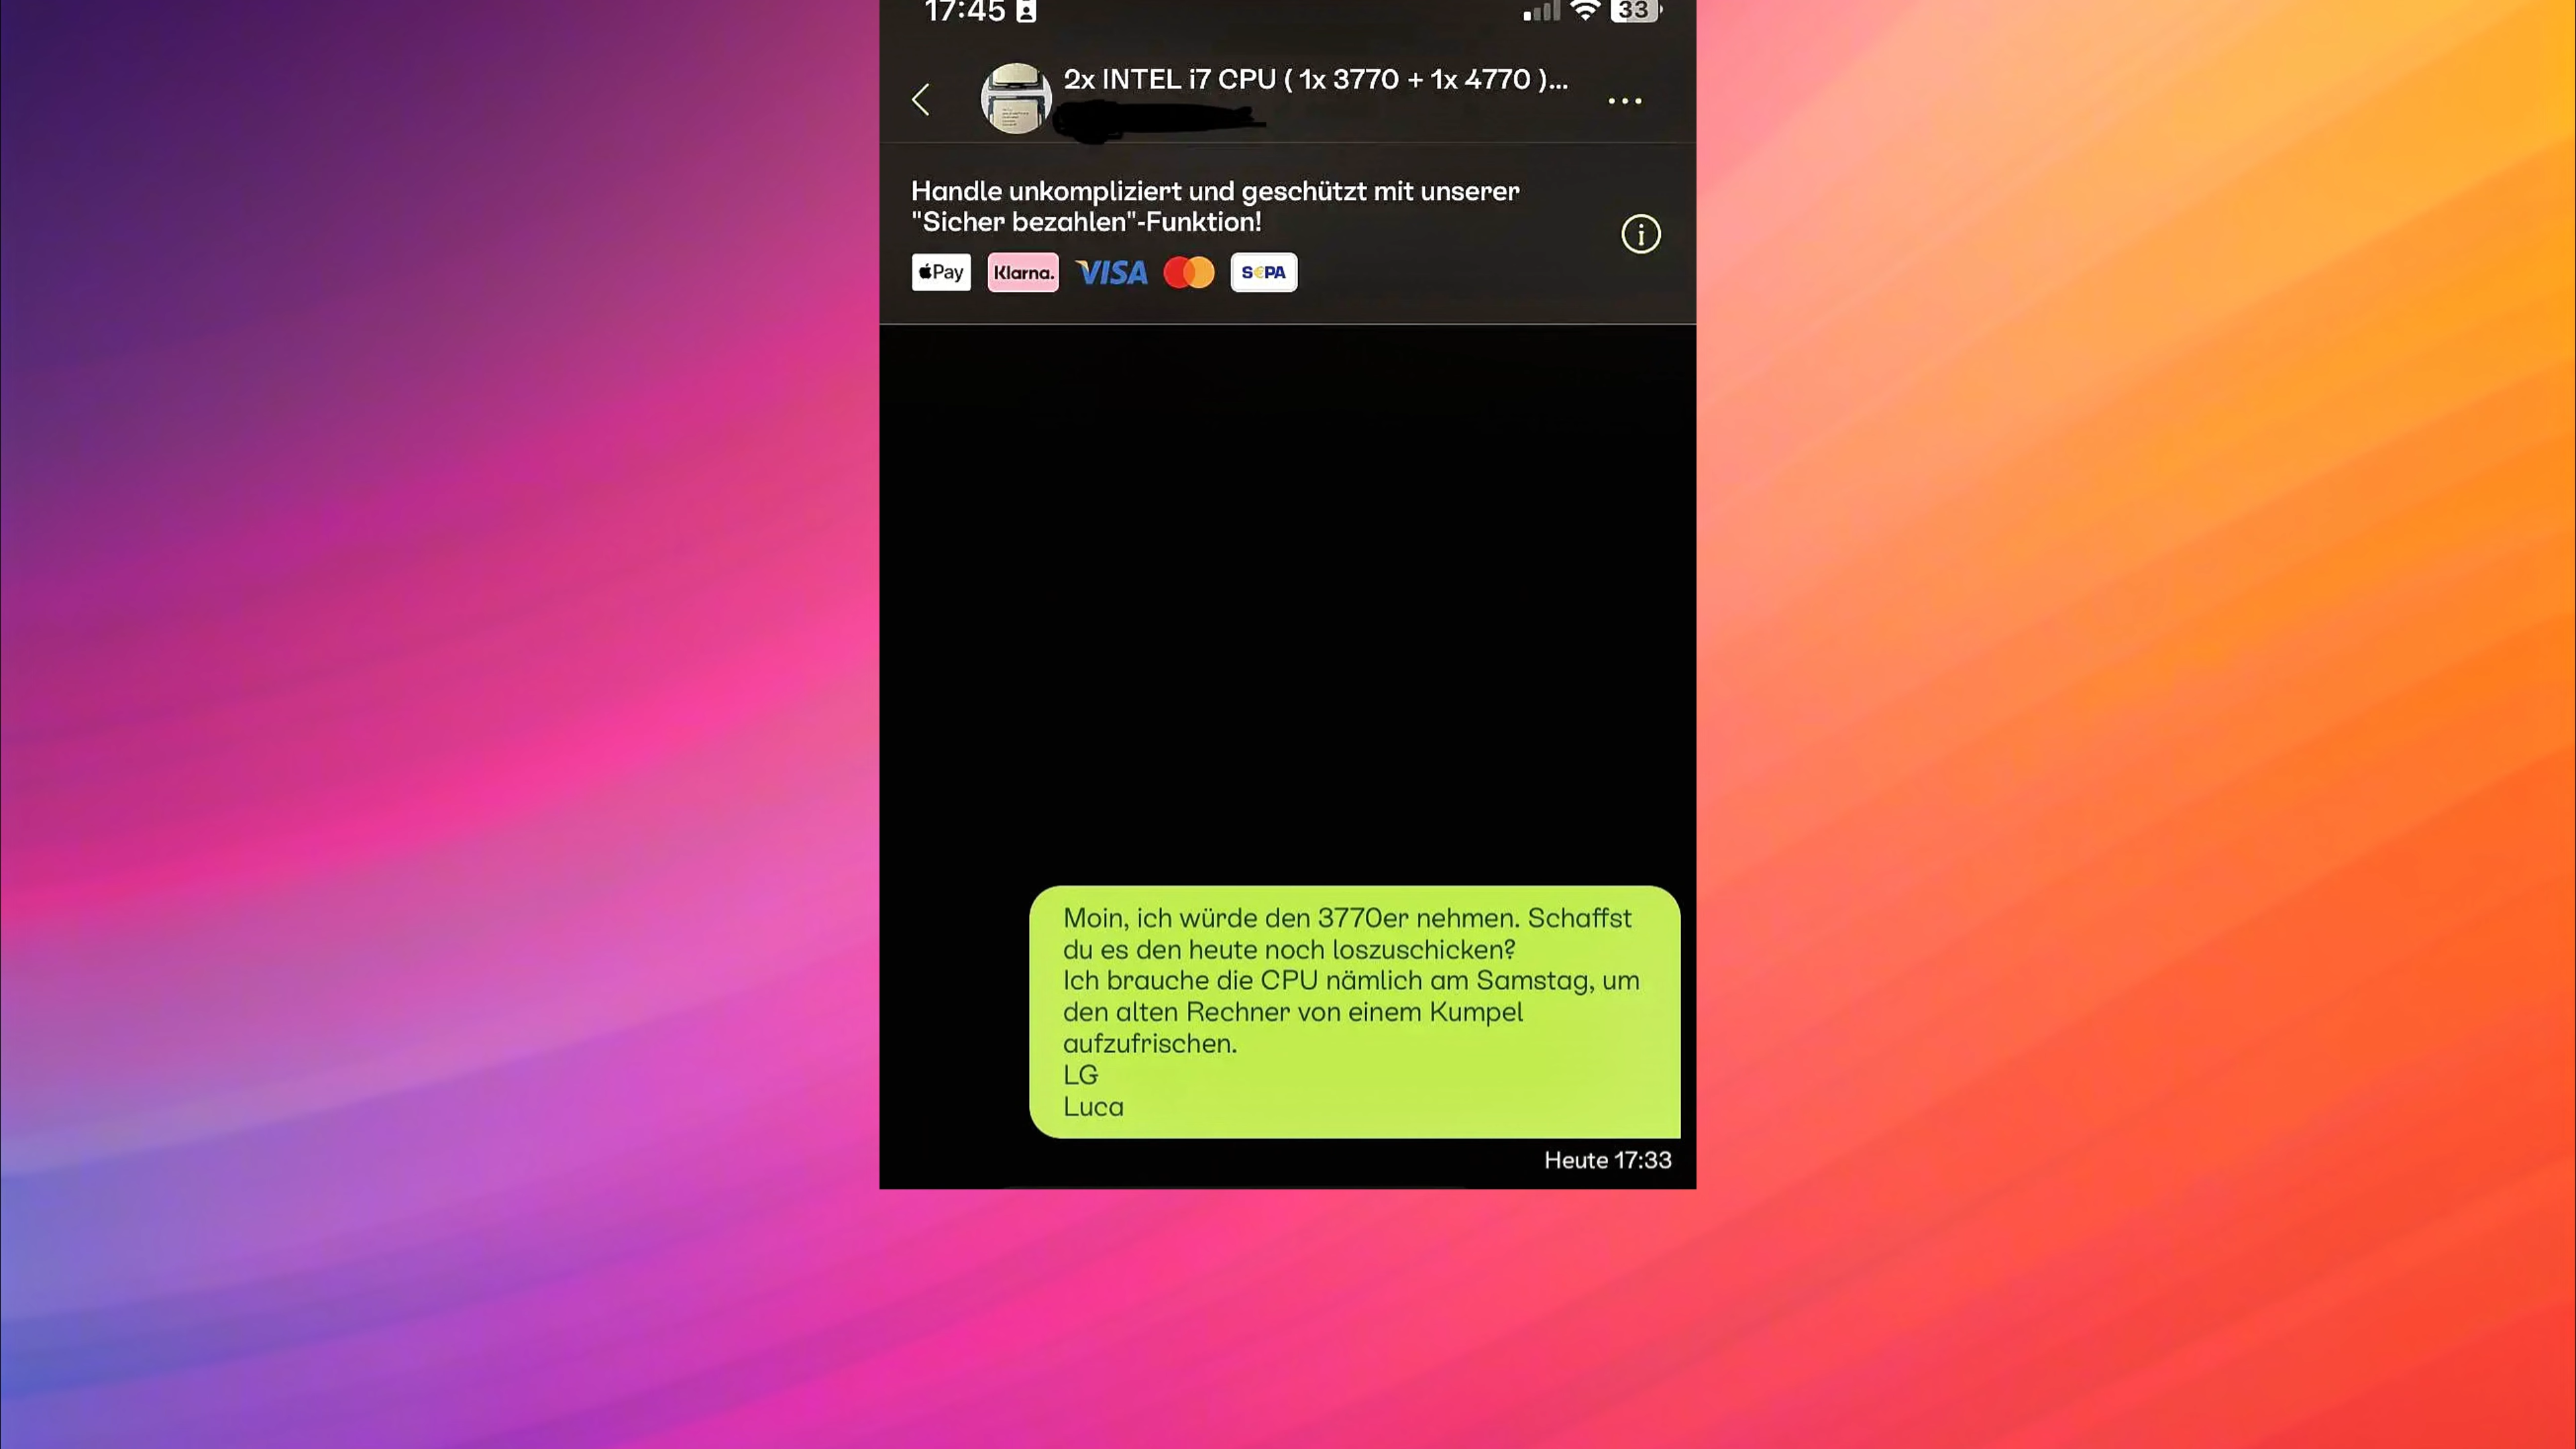 17:45
33
2x INTEL i7 CPU ( 1x 3770 + 1x 4770 )...
Handle unkompliziert und geschützt mit unserer
"Sicher bezahlen"-Funktion!
Pay Klarna. VISA S€PA
Moin, ich würde den 3770er nehmen. Schaffst
du es den heute noch loszuschicken?
Ich brauche die CPU nämlich am Samstag, um
den alten Rechner von einem Kumpel
aufzufrischen.
LG
Luca
Heute 17:33